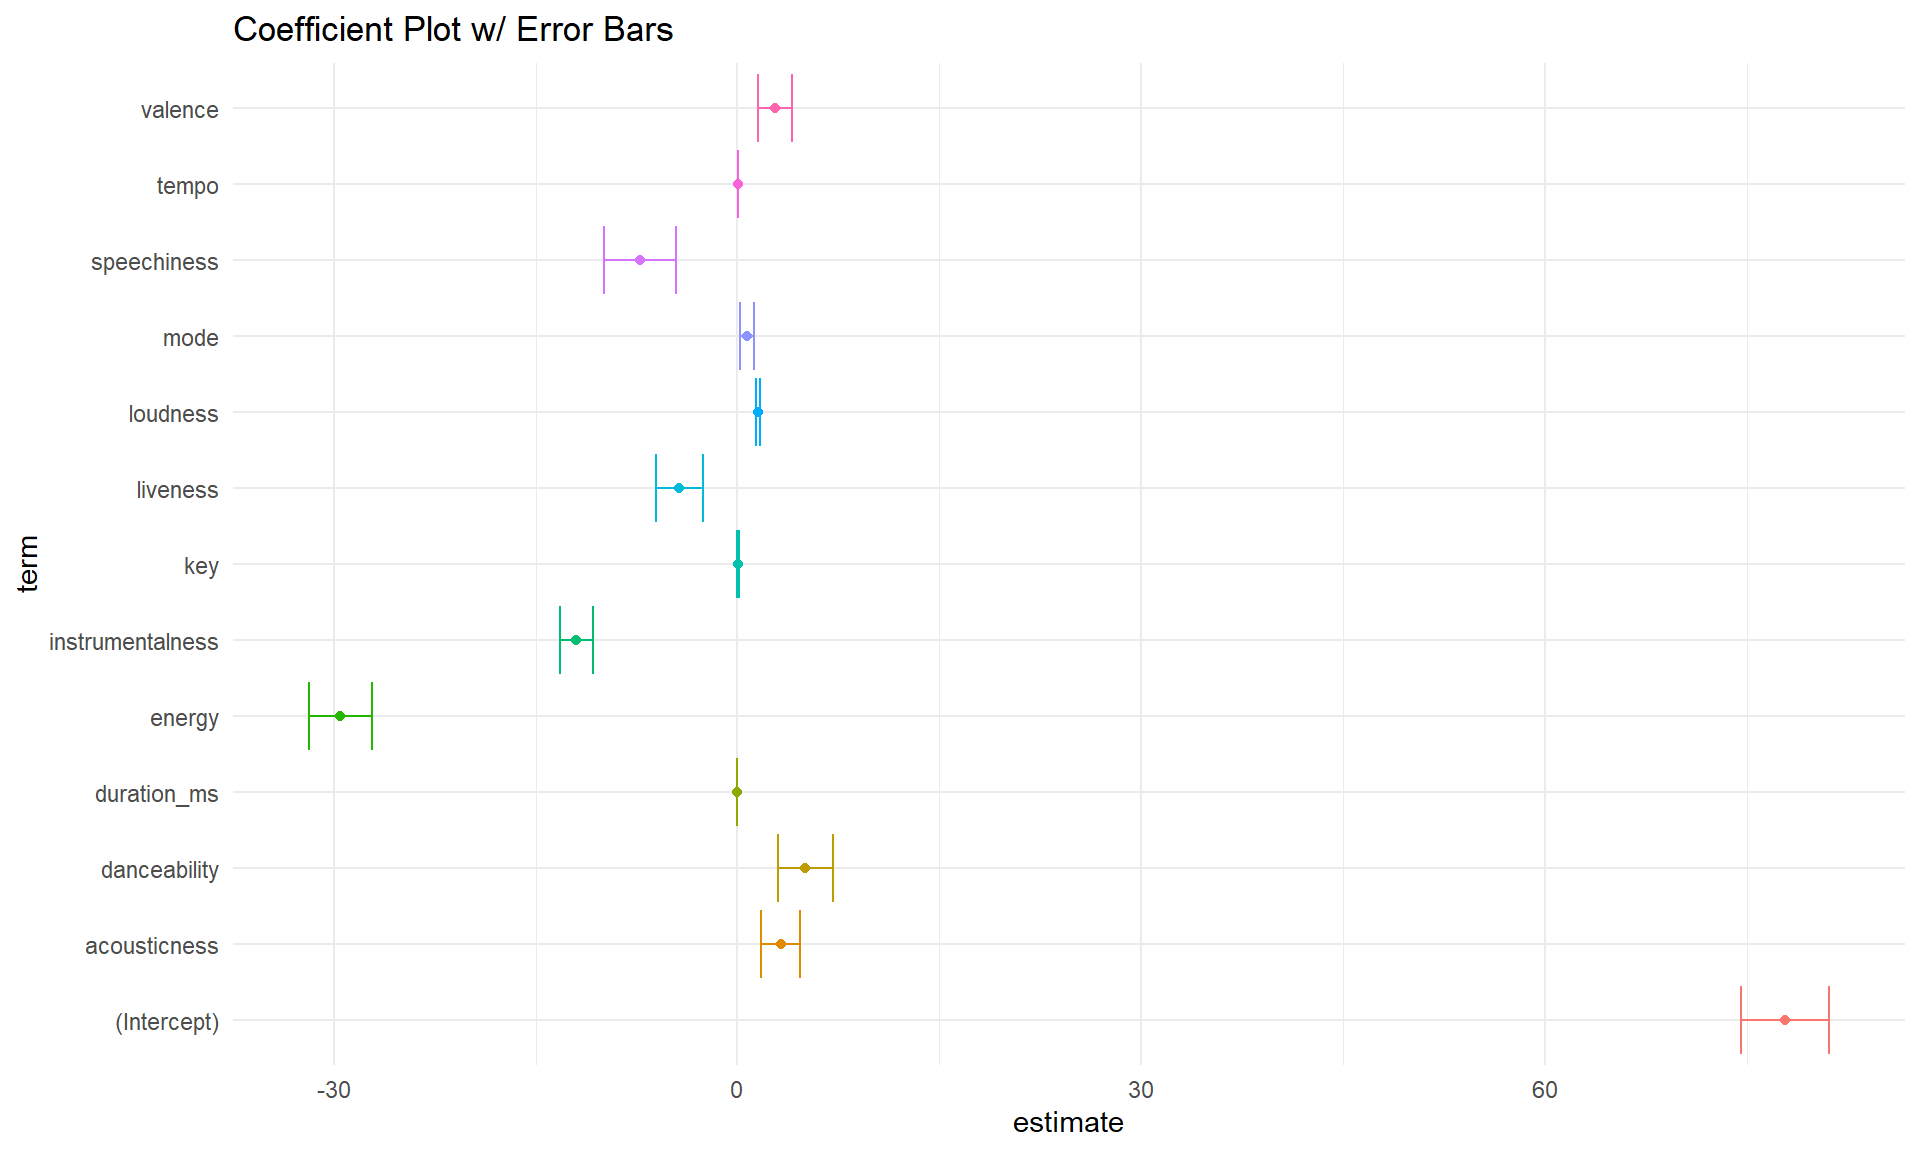 Coefficient Plot w/ Error Bars
valence
tempo
speechiness
mode
loudness
liveness
key
instrumentalness
energy
duration_ms
danceability
acousticness
(Intercept)
term
-30 0 30 60
estimate